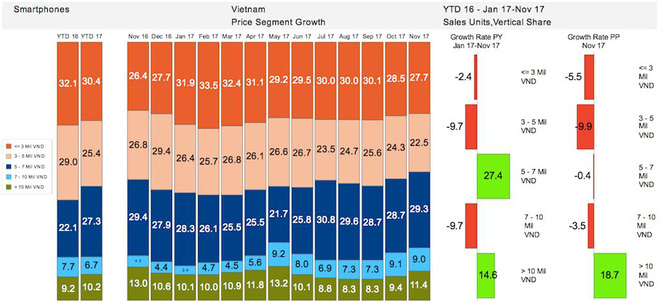 Smartphones
Vietnam
Price Segment Growth
YTD 16 - Jan 17-Nov 17
Sales Units,Vertical Share
YTD 16 YTD 17
Nov 16 Dec 16 Jan 17 Feb 17 Mar 17 Apr 17 May 17 Jun 17 Jul 17 Aug 17 Sep 17 Oct 17 Nov 17
Growth Rate PY
Jan 17-Nov 17
Growth Rate PP
Nov 17
<= 3 Mil VND
3 - 5 Mil VND
5 - 7 Mil VND
7 - 10 Mil VND
> 10 Mil VND
32.1 30.4 26.4 27.7 31.9 33.5 32.4 31.1 29.2 29.5 30.0 30.0 30.1 28.5 27.7
29.0 25.4 26.8 29.4 26.4 25.7 26.8 26.1 26.6 26.7 23.5 24.7 25.6 24.3 22.5
22.1 27.3 29.4 27.9 28.3 26.1 25.4 25.5 21.7 25.8 30.8 29.6 28.7 28.7 29.3
7.7 6.7 4.4 4.7 4.5 5.6 9.2 8.0 6.9 7.3 7.3 9.1 9.0
9.2 10.2 13.0 10.6 10.1 10.0 10.9 11.8 13.2 10.1 8.8 8.3 8.3 9.4 11.4
-2.4
<= 3 Mil
VND
-9.7
3 - 5 Mil
VND
27.4
5 - 7 Mil
VND
-9.7
7 - 10 Mil
VND
14.6
> 10 Mil
VND
-5.5
<= 3
Mil
VND
-9.9
3 - 5
Mil
VND
-0.4
5 - 7
Mil
VND
-3.5
7 - 10
Mil
VND
18.7
> 10
Mil
VND